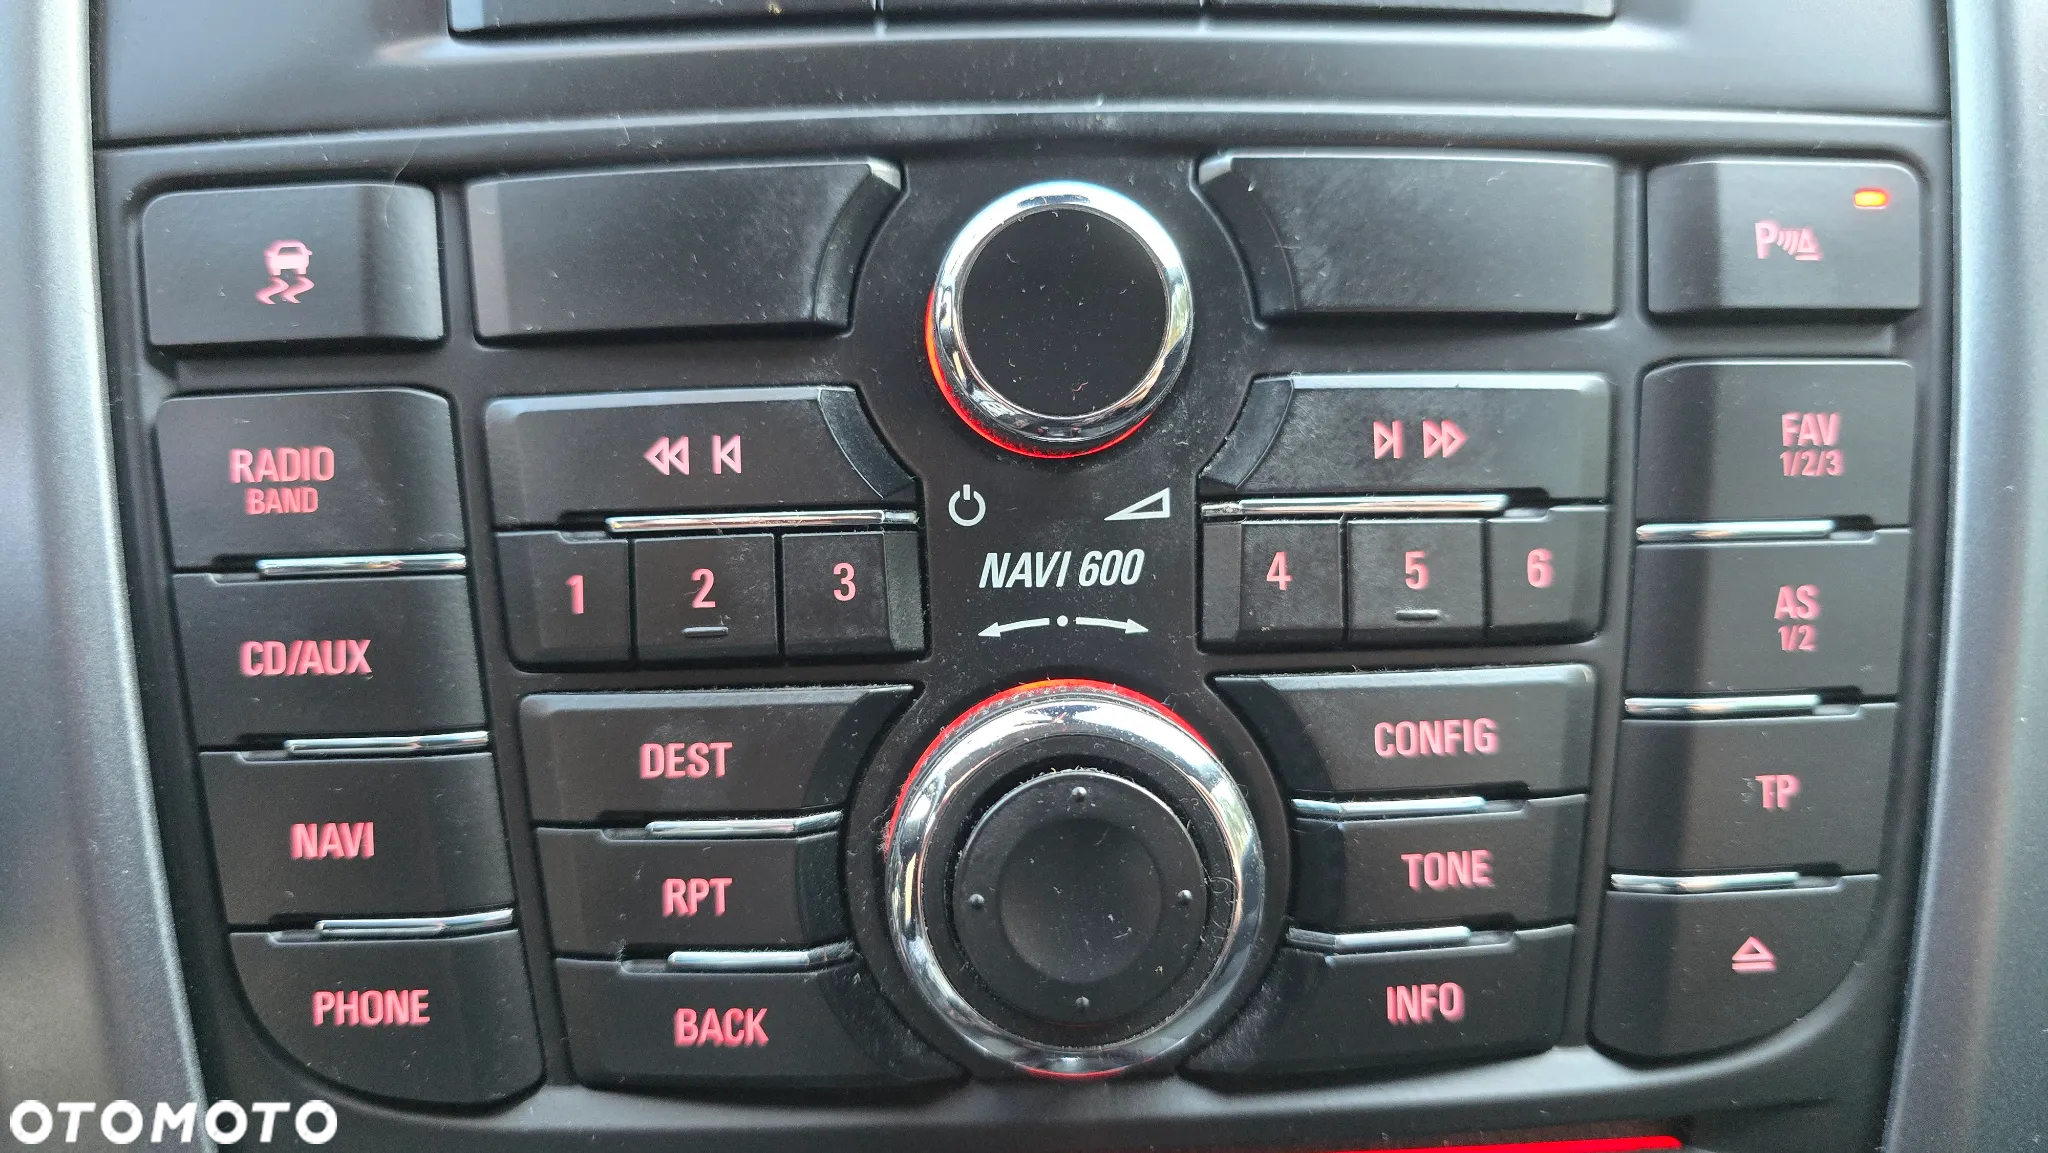 P
RADIO
BAND
FAV
1/2/3
NAVI 600
1 2 3 4 5 6
CD/AUX
AS
1/2
DEST
CONFIG
NAVI
RPT
TONE
TP
PHONE
BACK
INFO
OTOMOTO